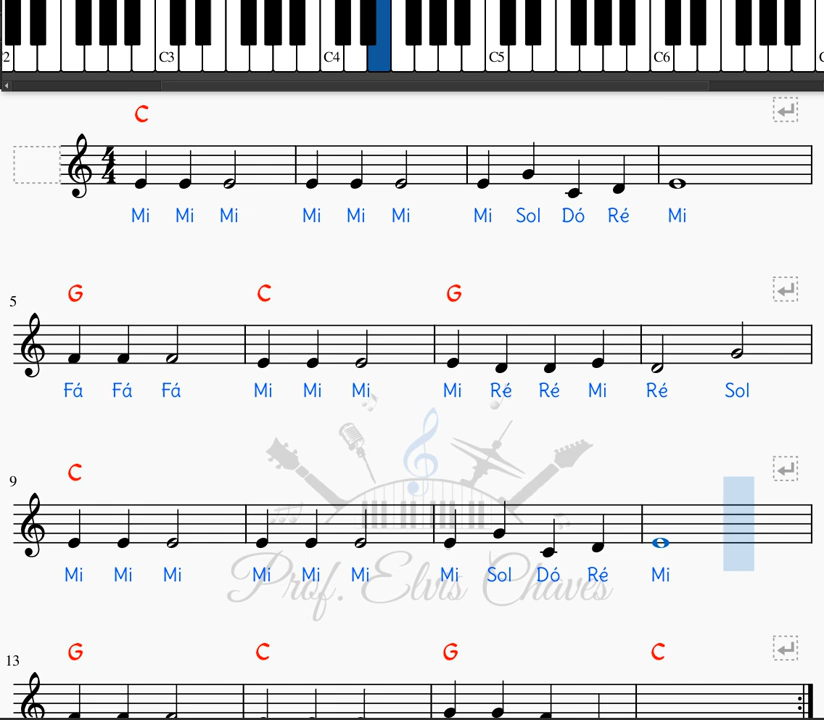 2 C3 C4 C5 C6
C
4
4
Mi Mi Mi Mi Mi Mi Mi Sol Dó Ré Mi
G C G
5
Fá Fá Fá Mi Mi Mi Mi Ré Ré Mi Ré Sol
C
9
Mi Mi Mi Mi Mi Mi Mi Sol Dó Ré Mi
Prof. Elvis Chaves
G C G C
13